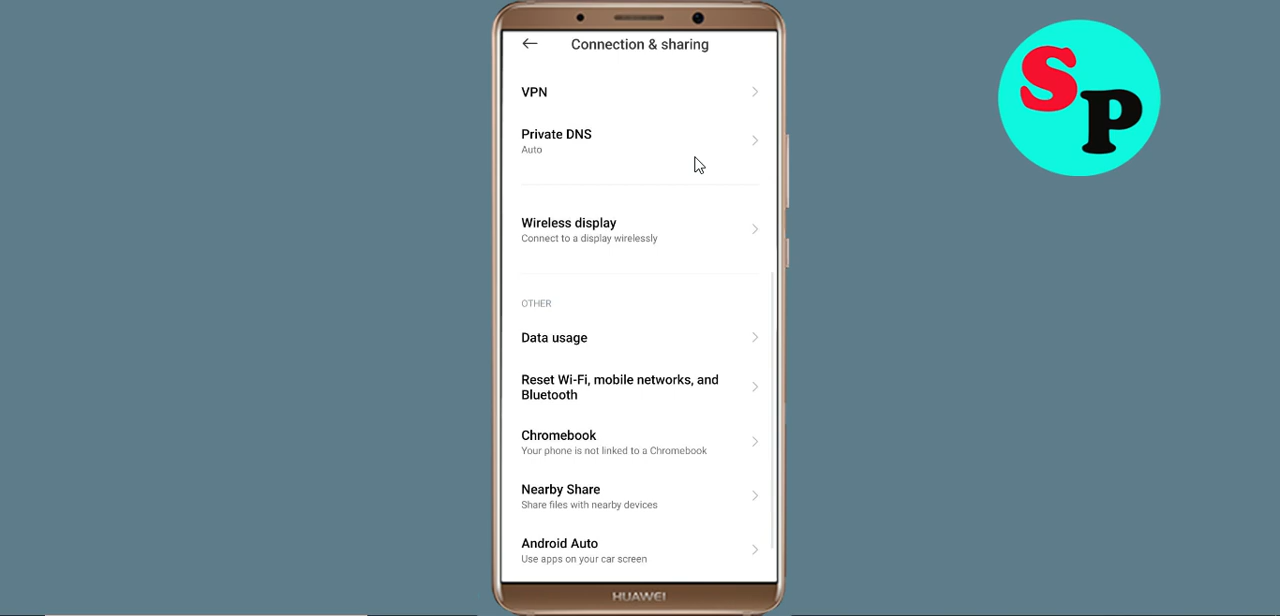 Connection & sharing
VPN
Private DNS
Auto
Wireless display
Connect to a display wirelessly
OTHER
Data usage
Reset Wi-Fi, mobile networks, and
Bluetooth
Chromebook
Your phone is not linked to a Chromebook
Nearby Share
Share files with nearby devices
Android Auto
Use apps on your car screen
HUAWEI
SP